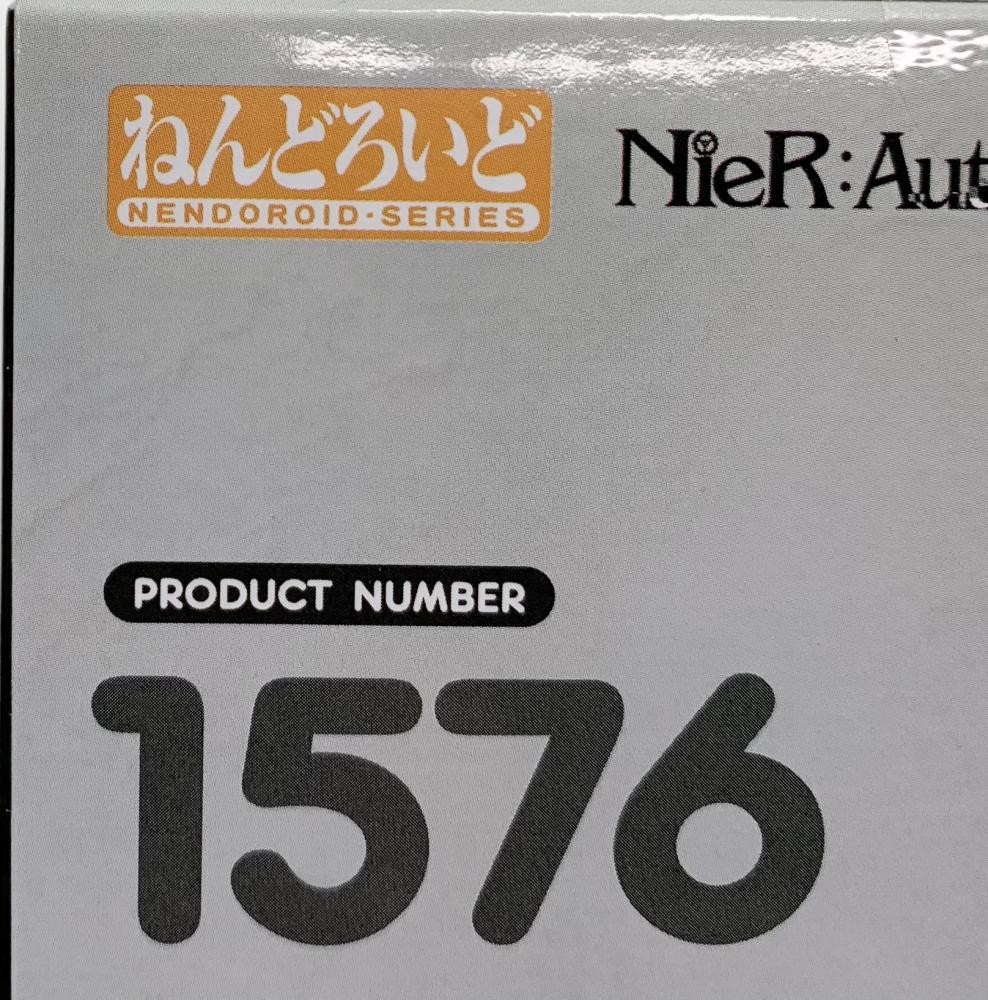 ねんどろいど
NENDOROID·SERIES
NieR:Aut
PRODUCT NUMBER
1576